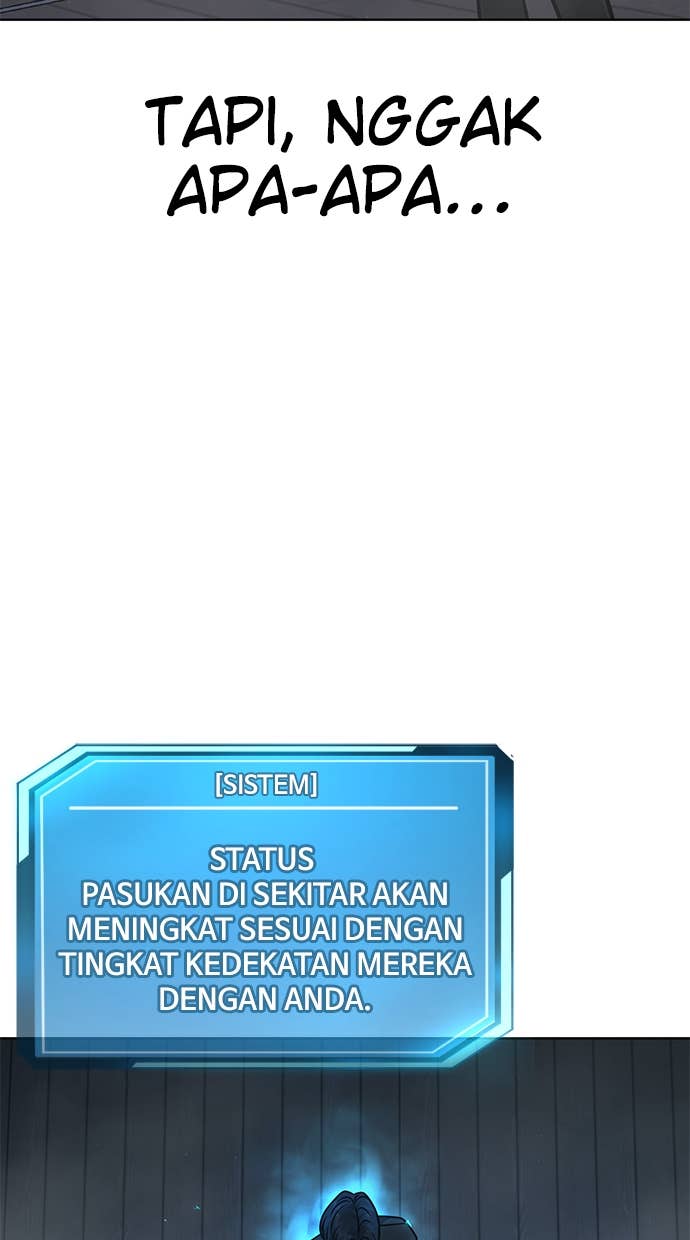 TAPI, NGGAK
APA-APA...
[SISTEM]
STATUS
PASUKAN DI SEKITAR AKAN
MENINGKAT SESUAI DENGAN
TINGKAT KEDEKATAN MEREKA
DENGAN ANDA.